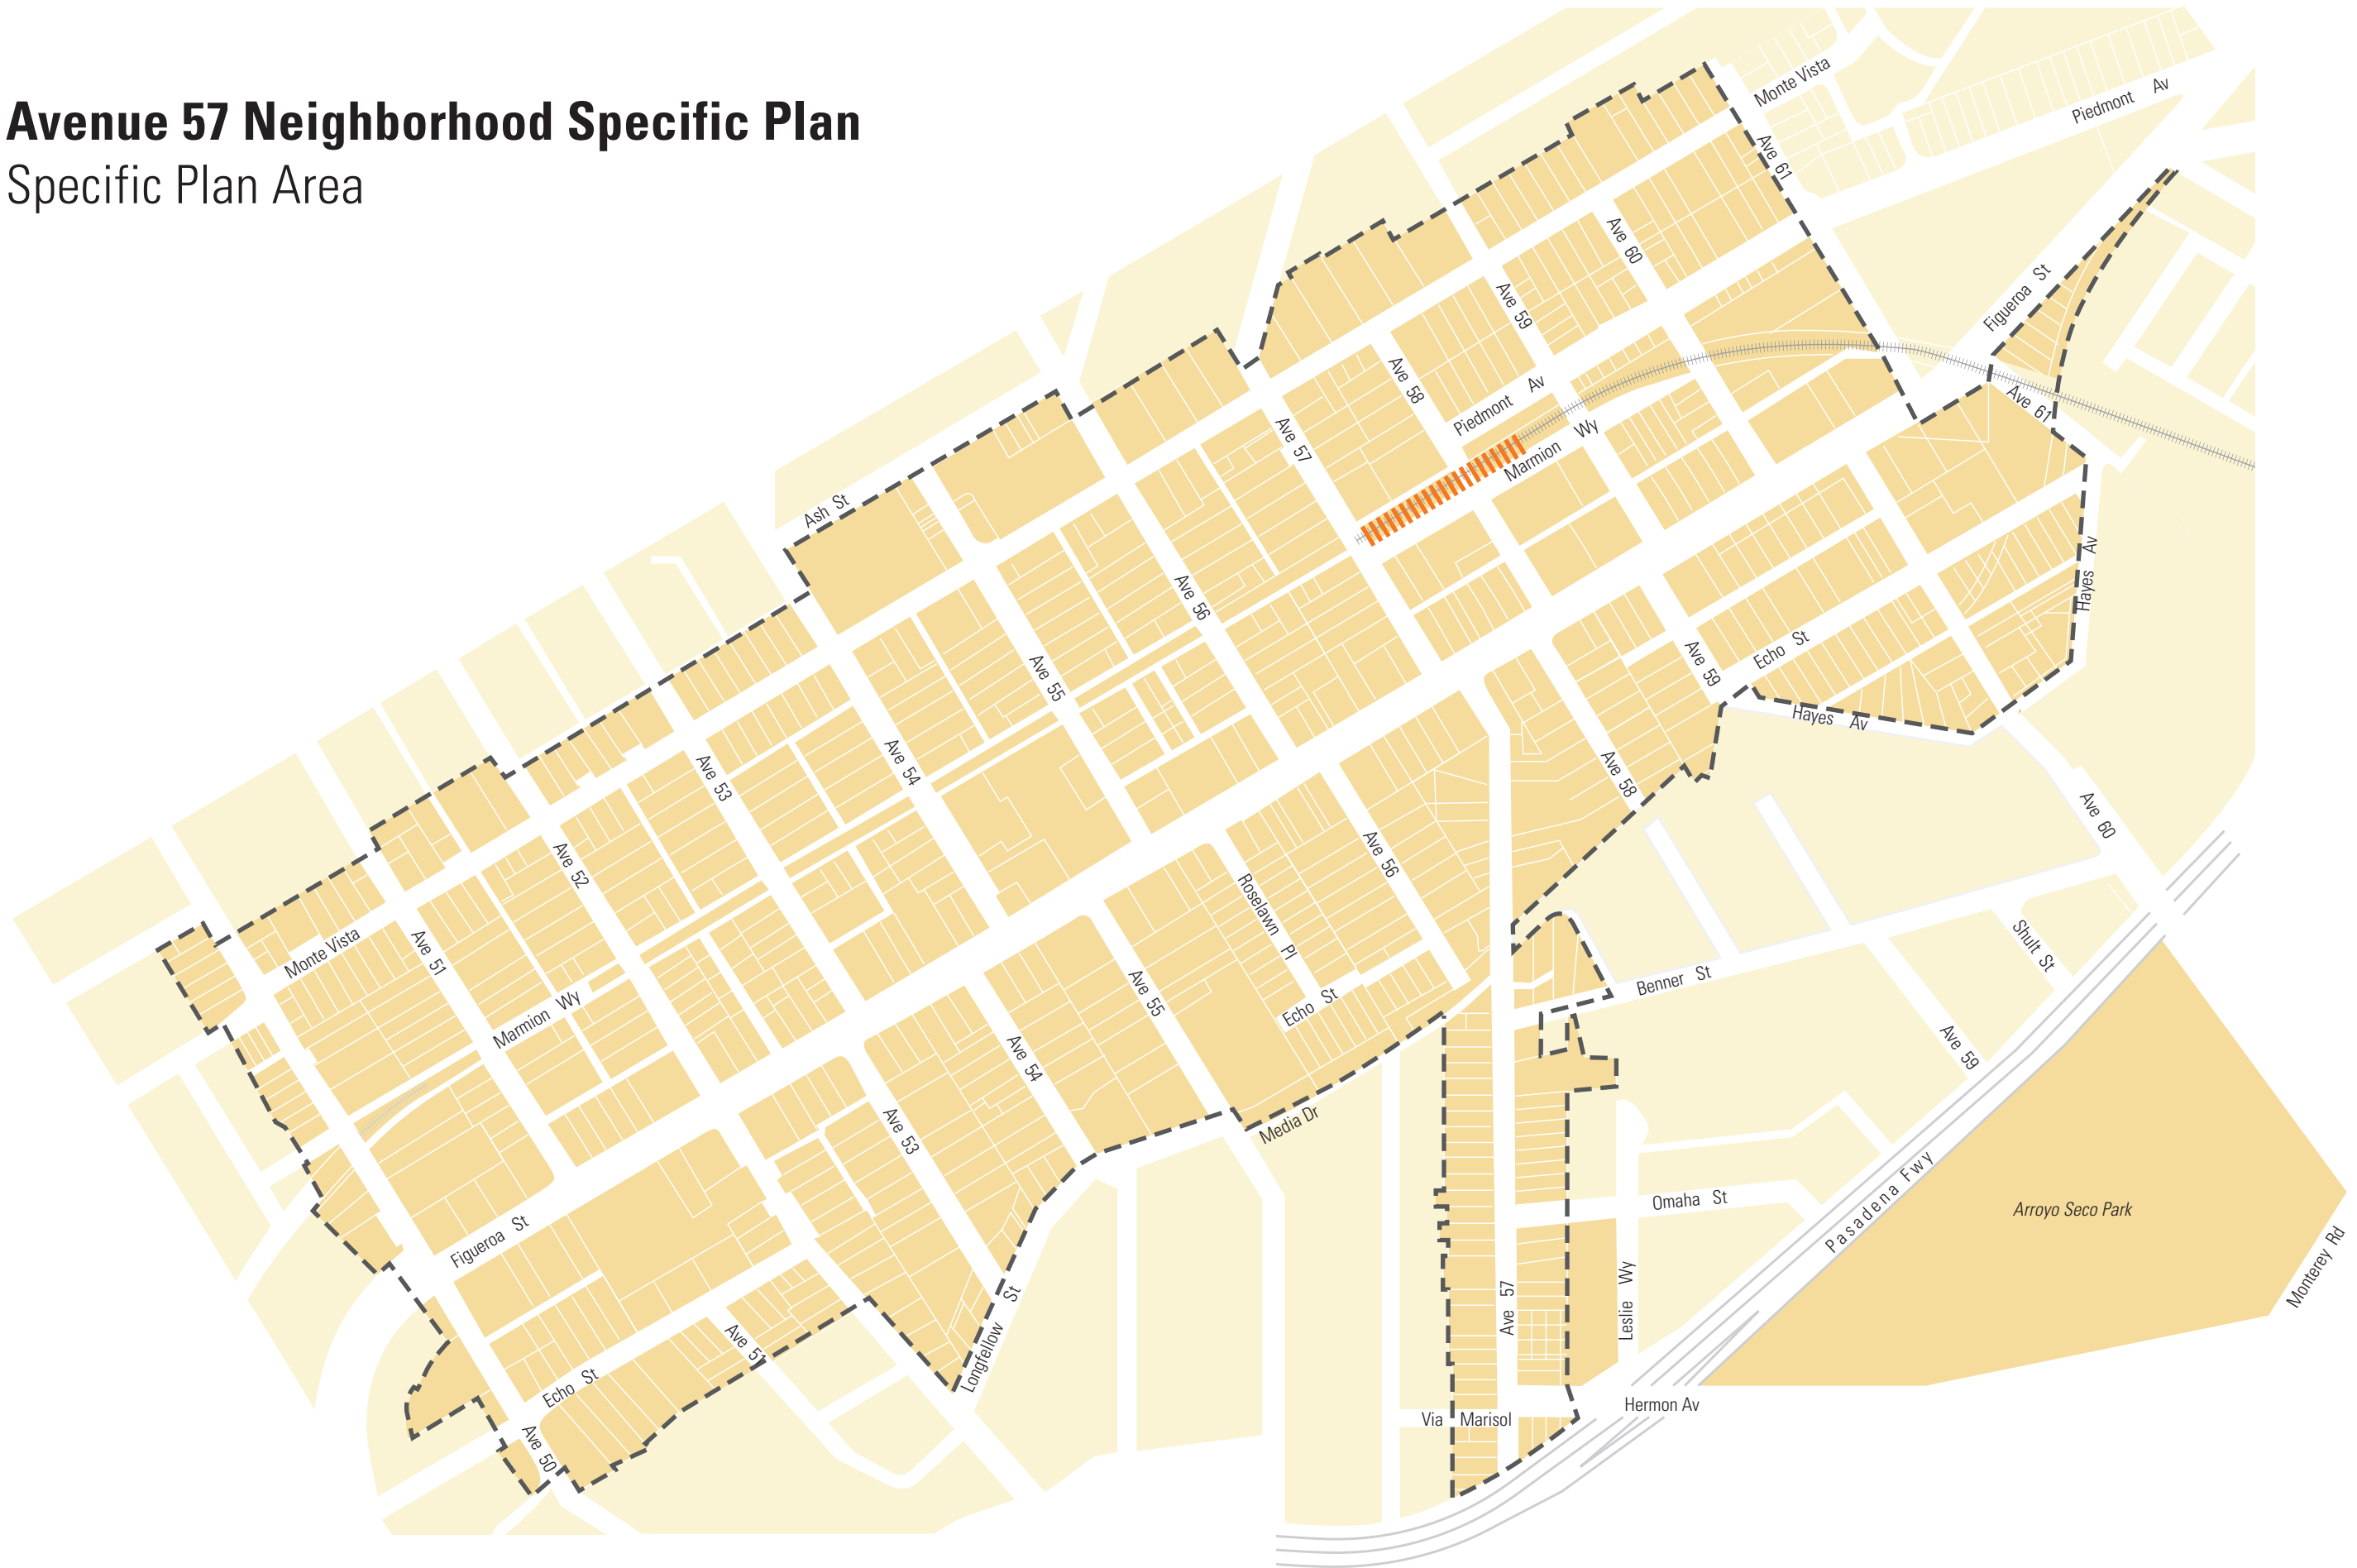 Avenue 57 Neighborhood Specific Plan
Specific Plan Area
Monte Vista
Piedmont Av
Ave 61
Ave 60
Figueroa St
Ave 59
Ave 58
Piedmont Av
Ave 61
Ave 57
Marmion Wy
Ash St
Hayes Av
Ave 56
Echo St
Ave 59
Ave 55
Hayes Av
Ave 54
Ave 58
Ave 53
Ave 60
Ave 52
Ave 56
Roselawn Pl
Monte Vista
Ave 51
Shult St
Benner St
Marmion Wy
Ave 55
Echo St
Ave 54
Ave 59
Media Dr
Ave 53
Pasadena Fwy
Omaha St
Arroyo Seco Park
Figueroa St
Monterey Rd
Ave 57
Leslie Wy
Longfellow St
Ave 51
Echo St
Hermon Av
Via Marisol
Ave 50